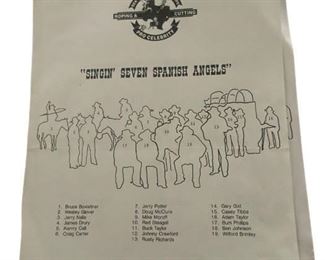 ROPING & CUTTING
PRO CELEBRITY
"SINGIN' SEVEN SPANISH ANGELS"
1. Bruce Boxleitner
2. Wesley Glover
3. Jerry Naile
4. James Drury
5. Kenny Call
6. Craig Carter
7. Jerry Potter
8. Doug McClure
9. Mike
10. Red Steagall
11. Buck Taylor
12. Johnny Crawford
13. Rusty Richards
14. Gary Gist
15. Casey Tibbs
16. Adam Taylor
17. Burt Phillips
18. Ben Johnson
19. Wilford Brimley